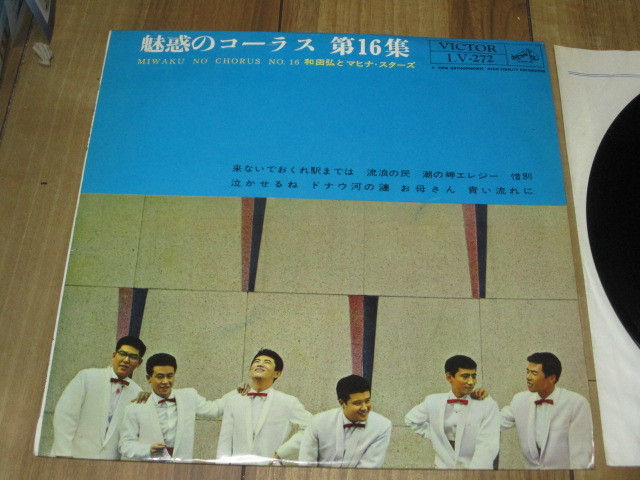 魅惑のコーラス 第16集
MIWAKU NO CHORUS NO. 16 和田弘とマヒナ・スターズ
VICTOR
LV-272
来ないでおくれ駅までは 流浪の民 潮の岬エレジー 惜別
泣かせるね ドナウ河の漣 お母さん 青い流れに